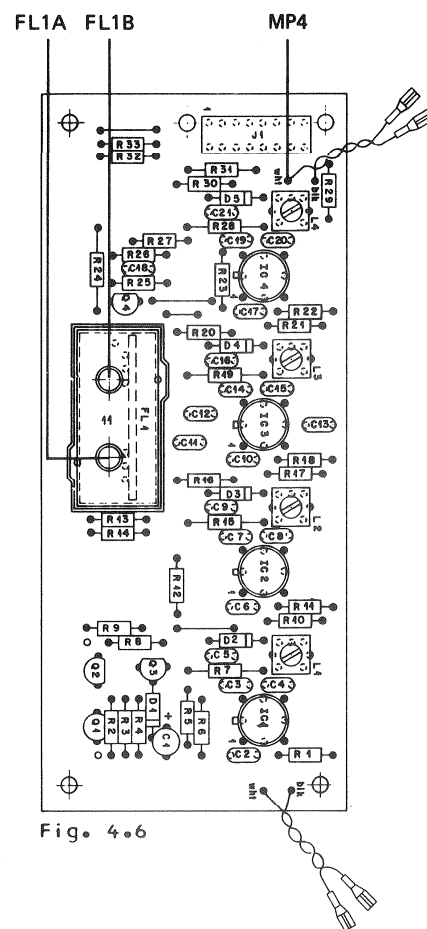 FL1A FL1B MP4
J1
R33
R32
R31
R30
wht
blk
R29
D5
C21
R28
L4
R27
C19
C20
R26
C18
R24
R25
R23
IC4
Q4
C17
R22
R21
R20
D4
C16
R19
L3
C14
C15
FL1
11
C12
IC3
C13
C11
C10
R18
R17
R16
D3
C9
R15
L2
C7
C8
R13
R14
IC2
R12
C6
R11
R10
R9
R8
D2
C5
L1
Q2
Q3
R7
C3
C4
Q1
R2
R3
R4
D1
+
C1
R5
R6
IC1
C2
R1
wht
blk
Fig. 4.6